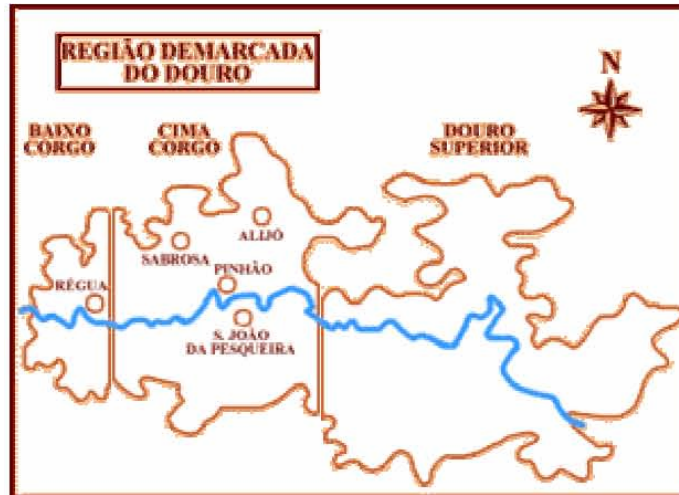 REGIÃO DEMARCADA
DO DOURO
N
BAIXO
CORGO
CIMA
CORGO
DOURO
SUPERIOR
ALIJÓ
SABROSA
PINHÃO
RÉGUA
S. JOÃO
DA PESQUEIRA